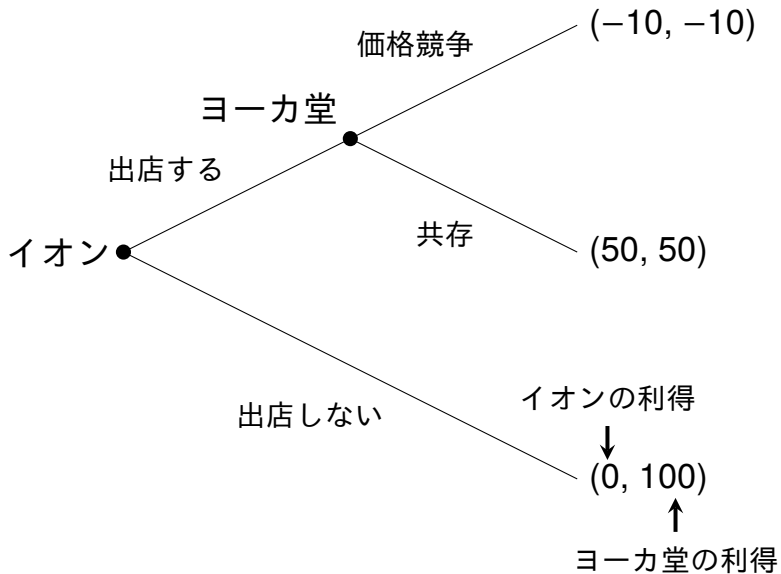 価格競争
(−10, −10)
ヨーカ堂
出店する
共存
イオン
(50, 50)
出店しない
イオンの利得
(0, 100)
ヨーカ堂の利得